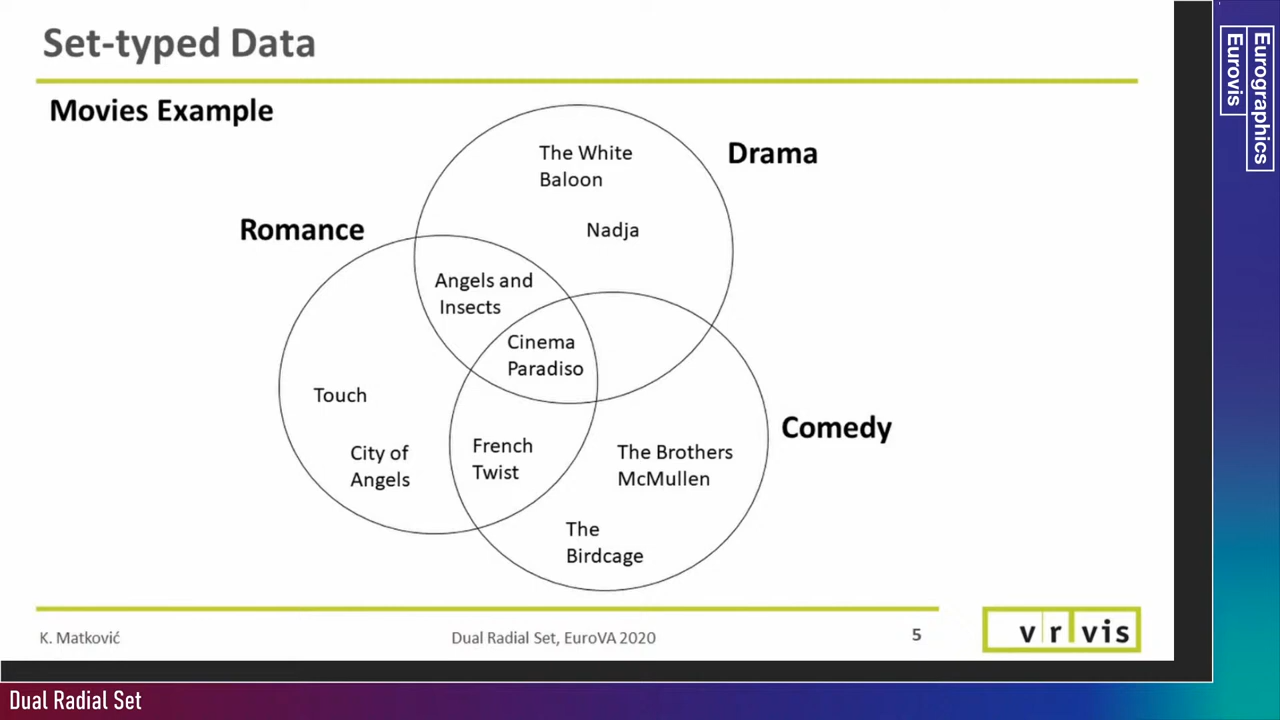 Set-typed Data
Movies Example
Drama
The White
Baloon
Nadja
Romance
Angels and
Insects
Cinema
Paradiso
Touch
City of
Angels
French
Twist
Comedy
The Brothers
McMullen
The
Birdcage
K. Matković
Dual Radial Set, EuroVA 2020
5
vrvis
Dual Radial Set
Eurographics
Eurovis